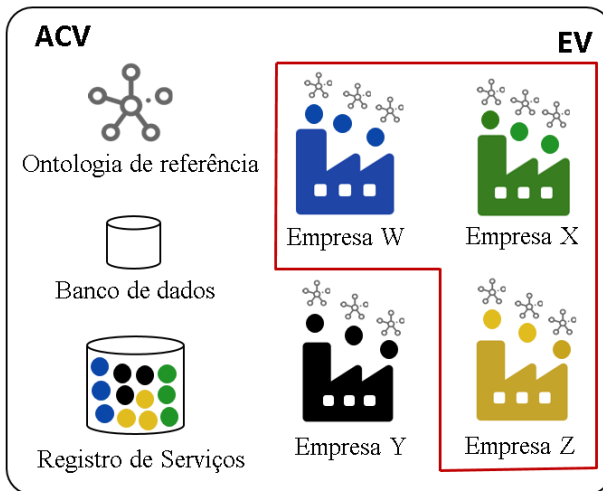 ACV
EV
Ontologia de referência
Empresa W
Empresa X
Banco de dados
Registro de Serviços
Empresa Y
Empresa Z